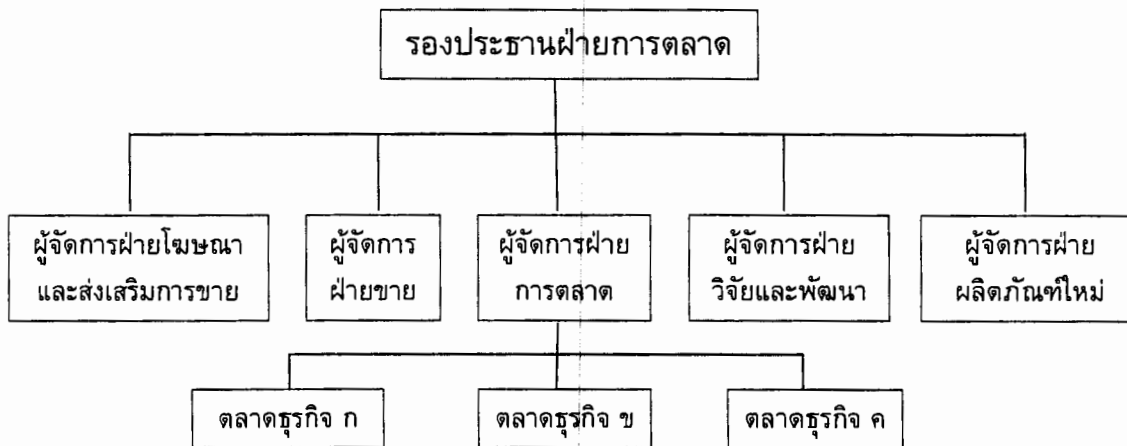 รองประธานฝ่ายการตลาด
ผู้จัดการฝ่ายโฆษณา
และส่งเสริมการขาย
ผู้จัดการ
ฝ่ายขาย
ผู้จัดการฝ่าย
การตลาด
ผู้จัดการฝ่าย
วิจัยและพัฒนา
ผู้จัดการฝ่าย
ผลิตภัณฑ์ใหม่
ตลาดธุรกิจ ก
ตลาดธุรกิจ ข
ตลาดธุรกิจ ค